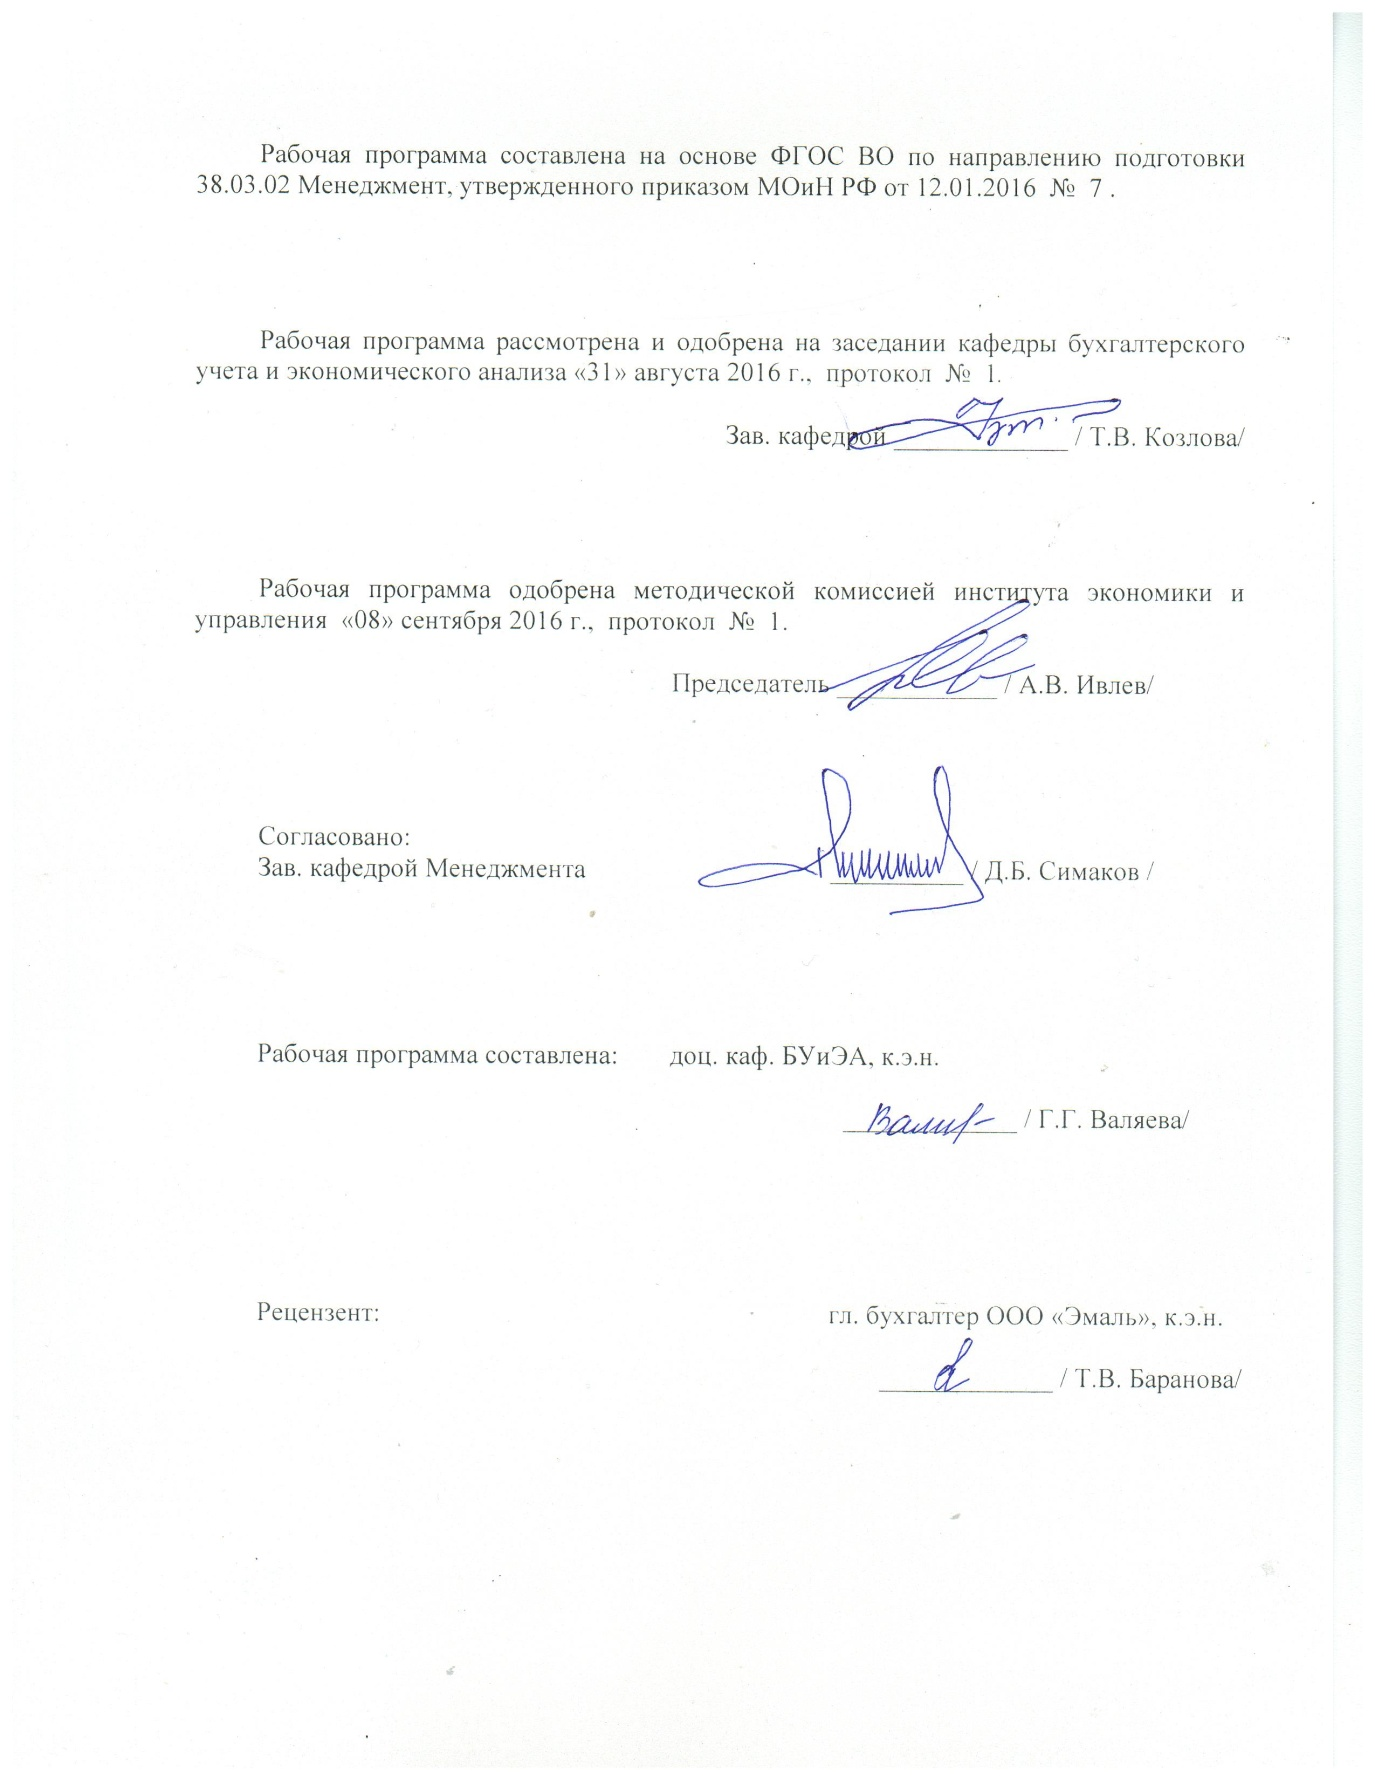 Рабочая программа составлена на основе ФГОС ВО по направлению подготовки
38.03.02 Менеджмент, утвержденного приказом МОиН РФ от 12.01.2016 № 7 .
Рабочая программа рассмотрена и одобрена на заседании кафедры бухгалтерского
учета и экономического анализа «31» августа 2016 г., протокол № 1.
Зав. кафедрой _____________ / Т.В. Козлова/
Рабочая программа одобрена методической комиссией института экономики и
управления «08» сентября 2016 г., протокол № 1.
Председатель ____________ / А.В. Ивлев/
Согласовано:
Зав. кафедрой Менеджмента __________ / Д.Б. Симаков /
Рабочая программа составлена: доц. каф. БУиЭА, к.э.н.
_____________ / Г.Г. Валяева/
Рецензент: гл. бухгалтер ООО «Эмаль», к.э.н.
_____________ / Т.В. Баранова/